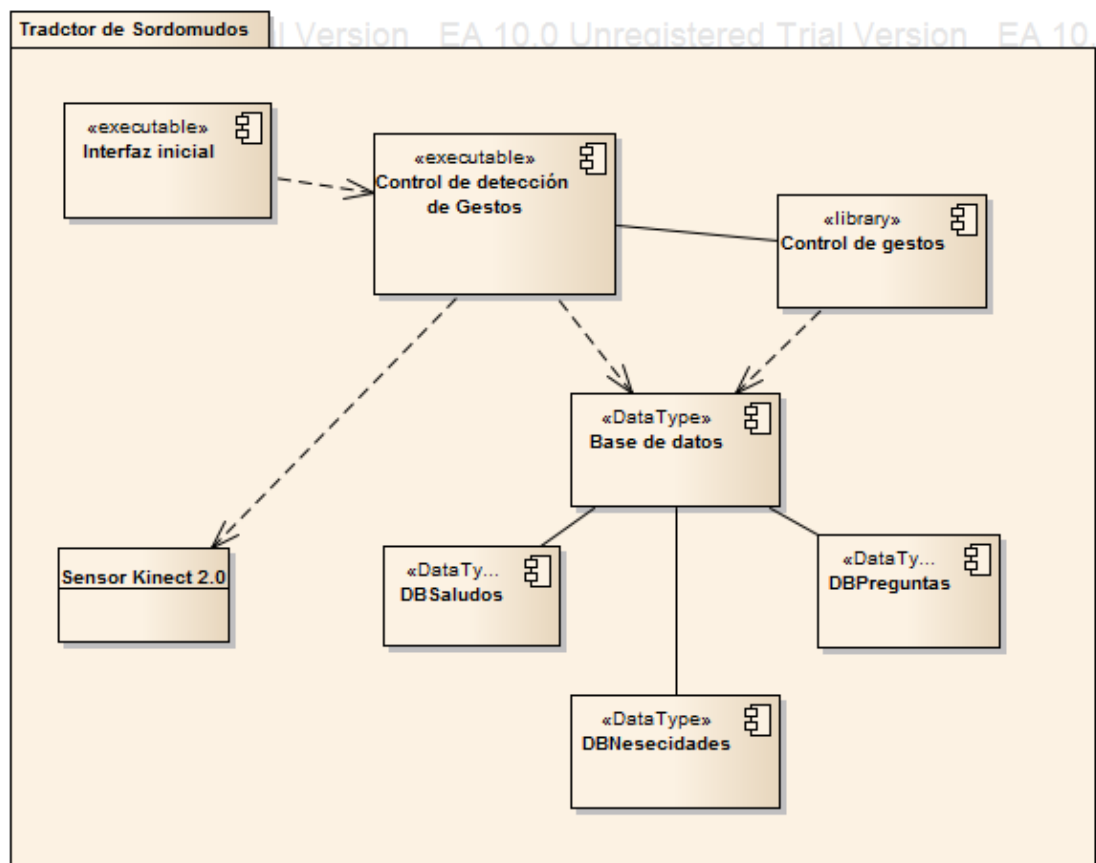 Tradctor de Sordomudos
l Version EA 10.0 Unregistered Trial Version EA 10.
«executable»
Interfaz inicial
«executable»
Control de detección
de Gestos
«library»
Control de gestos
«DataType»
Base de datos
Sensor Kinect 2.0
«DataTy...
DBSaludos
«DataTy...
DBPreguntas
«DataType»
DBNesecidades